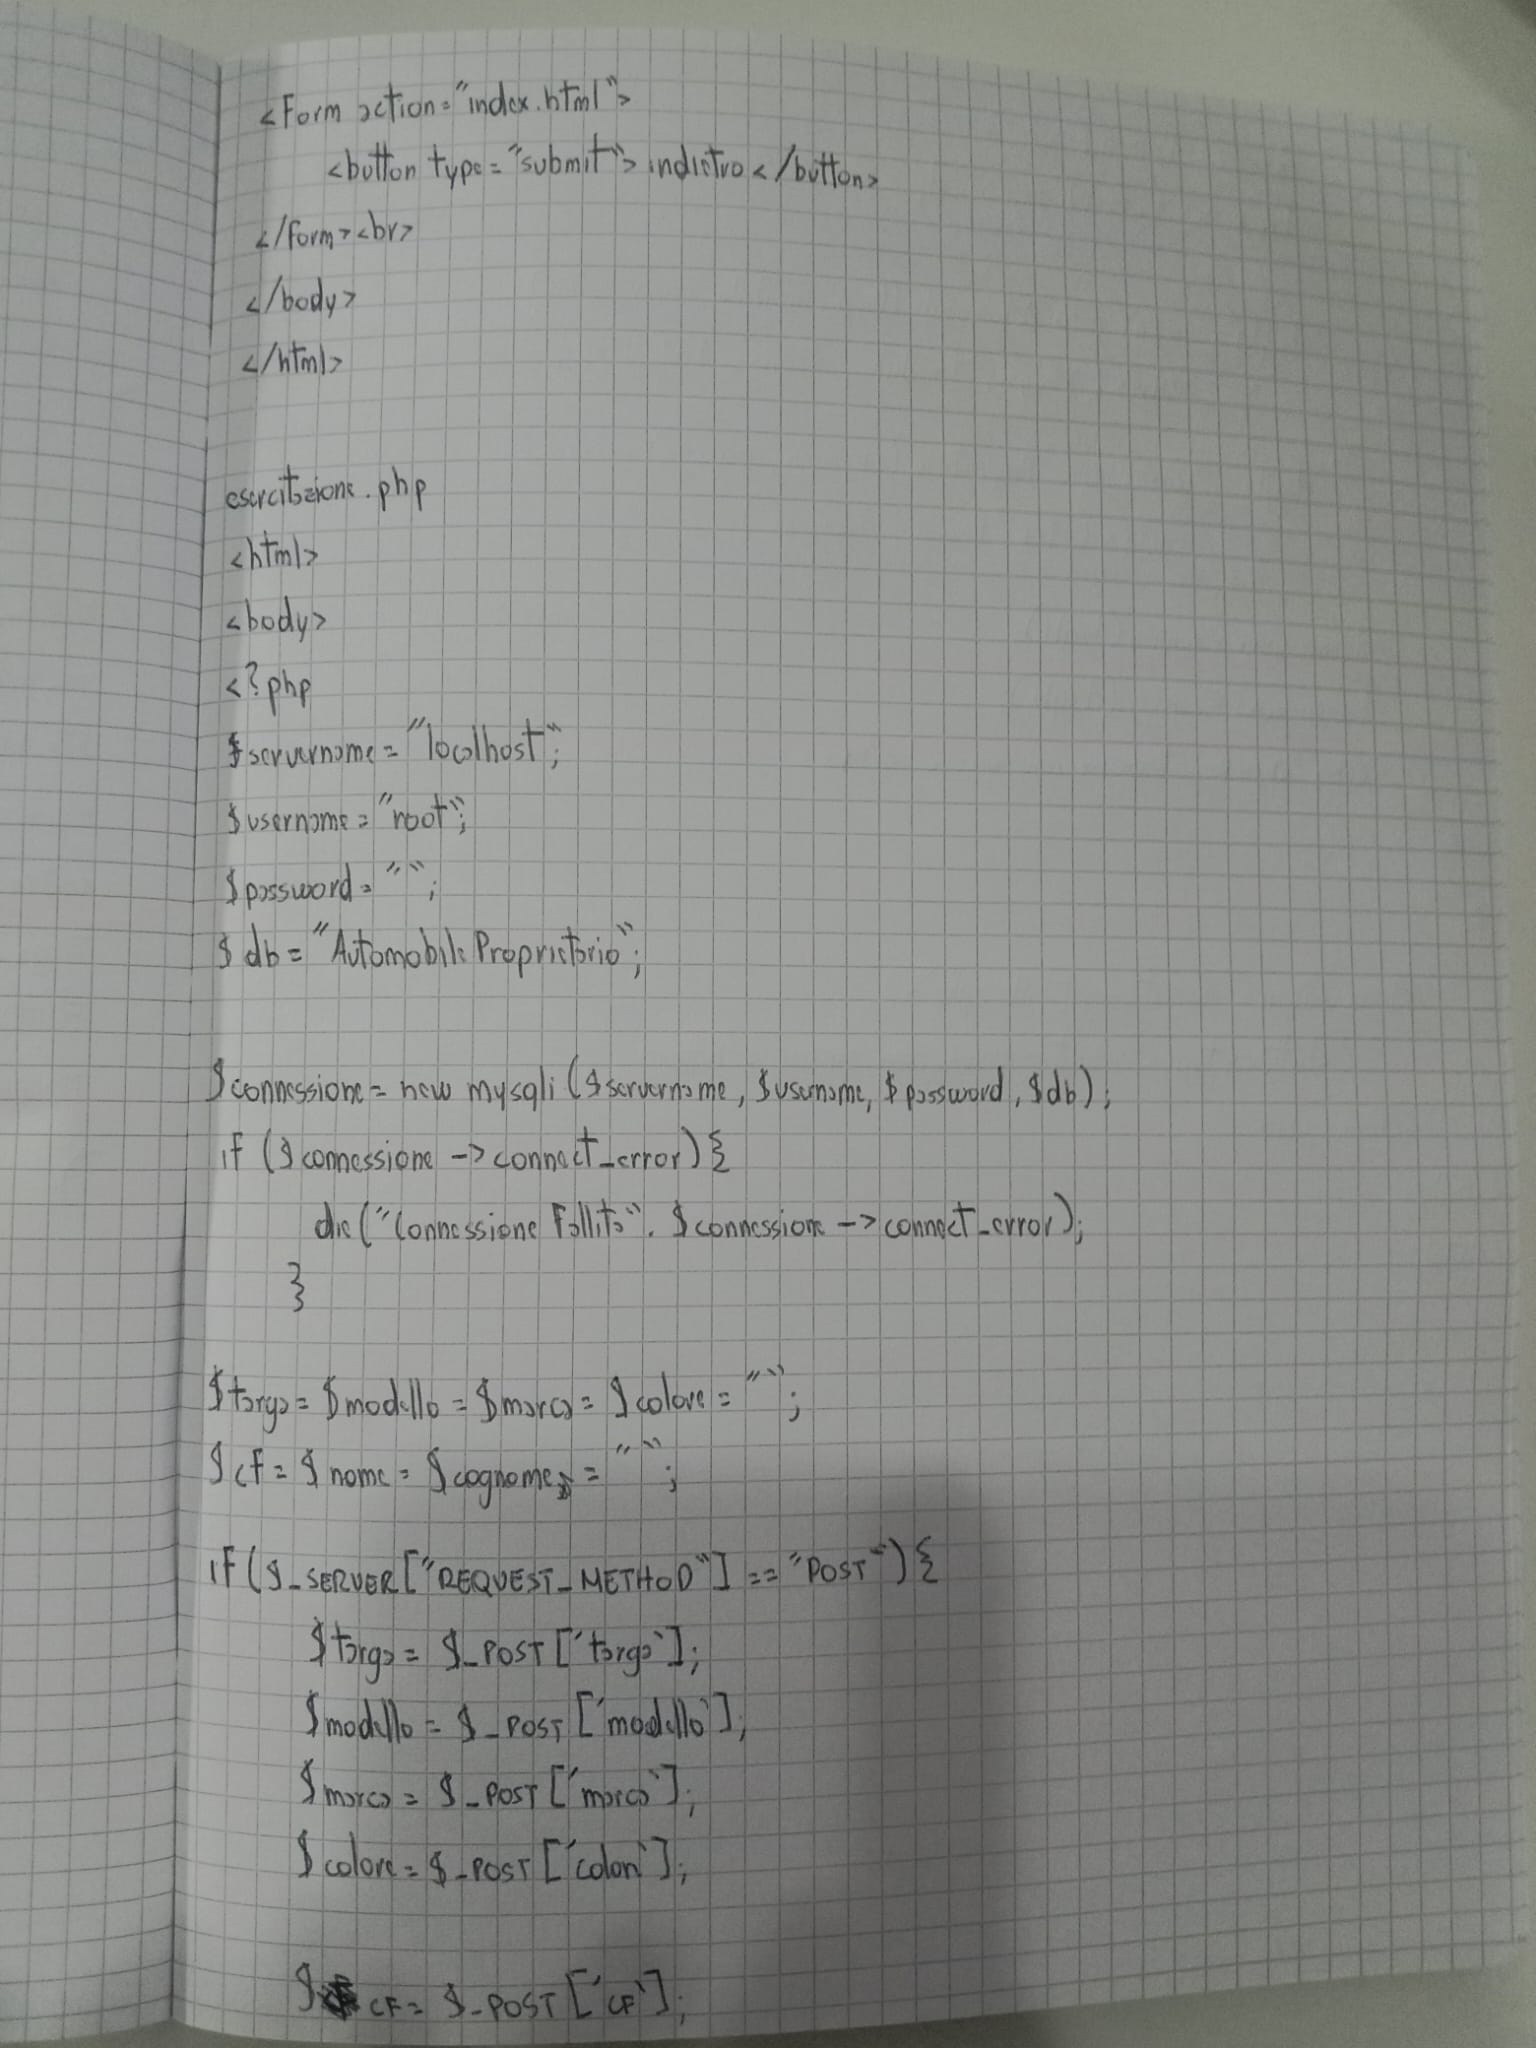 <form action="index.html">
<button type="submit"> indietro </button>
</form><br>
</body>
</html>
esercitazione.php
<html>
<body>
<?php
$servername = "localhost";
$username = "root";
$password = "";
$db = "AutomobileProprietario";
$connessione = new mysqli ($servername, $username, $password, $db);
if ($connessione -> connect_error) {
die ("Connessione Fallita". $connessione -> connect_error);
}
$targa = $modello = $marca = $colore = "";
$cf = $nome = $cognome = "";
if ($_SERVER ["REQUEST_METHOD"] == "POST") {
$targa = $_POST ['targa'];
$modello = $_POST ['modello'];
$marca = $_POST ['marca'];
$colore = $_POST ['colore'];
$CF = $_POST ['CF'];